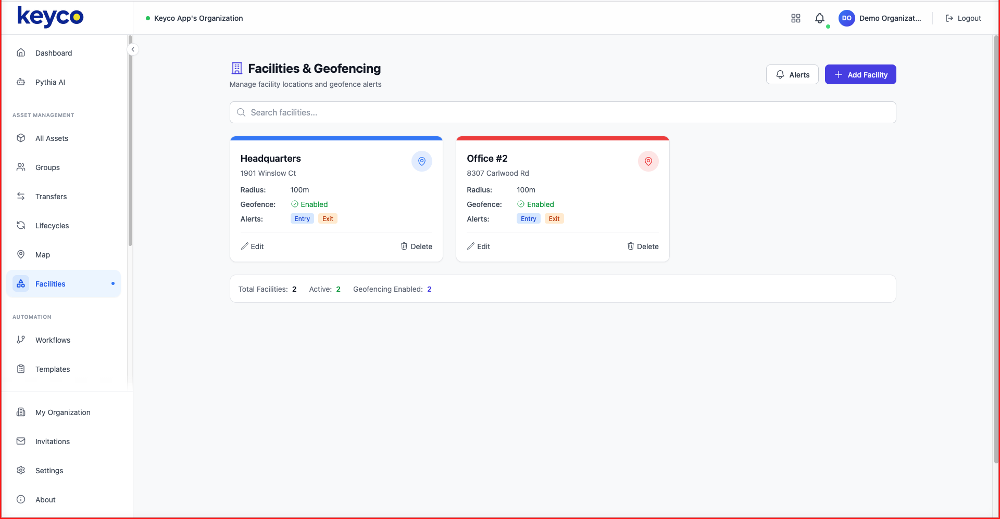 keyco
Keyco App's Organization
DO
Demo Organizat...
Logout
Dashboard
Pythia AI
ASSET MANAGEMENT
All Assets
Groups
Transfers
Lifecycles
Map
Facilities
AUTOMATION
Workflows
Templates
My Organization
Invitations
Settings
About
Facilities & Geofencing
Manage facility locations and geofence alerts
Alerts
Add Facility
Search facilities...
Headquarters
1901 Winslow Ct
Radius: 100m
Geofence: Enabled
Alerts: Entry Exit
Edit Delete
Office #2
8307 Carlwood Rd
Radius: 100m
Geofence: Enabled
Alerts: Entry Exit
Edit Delete
Total Facilities: 2 Active: 2 Geofencing Enabled: 2